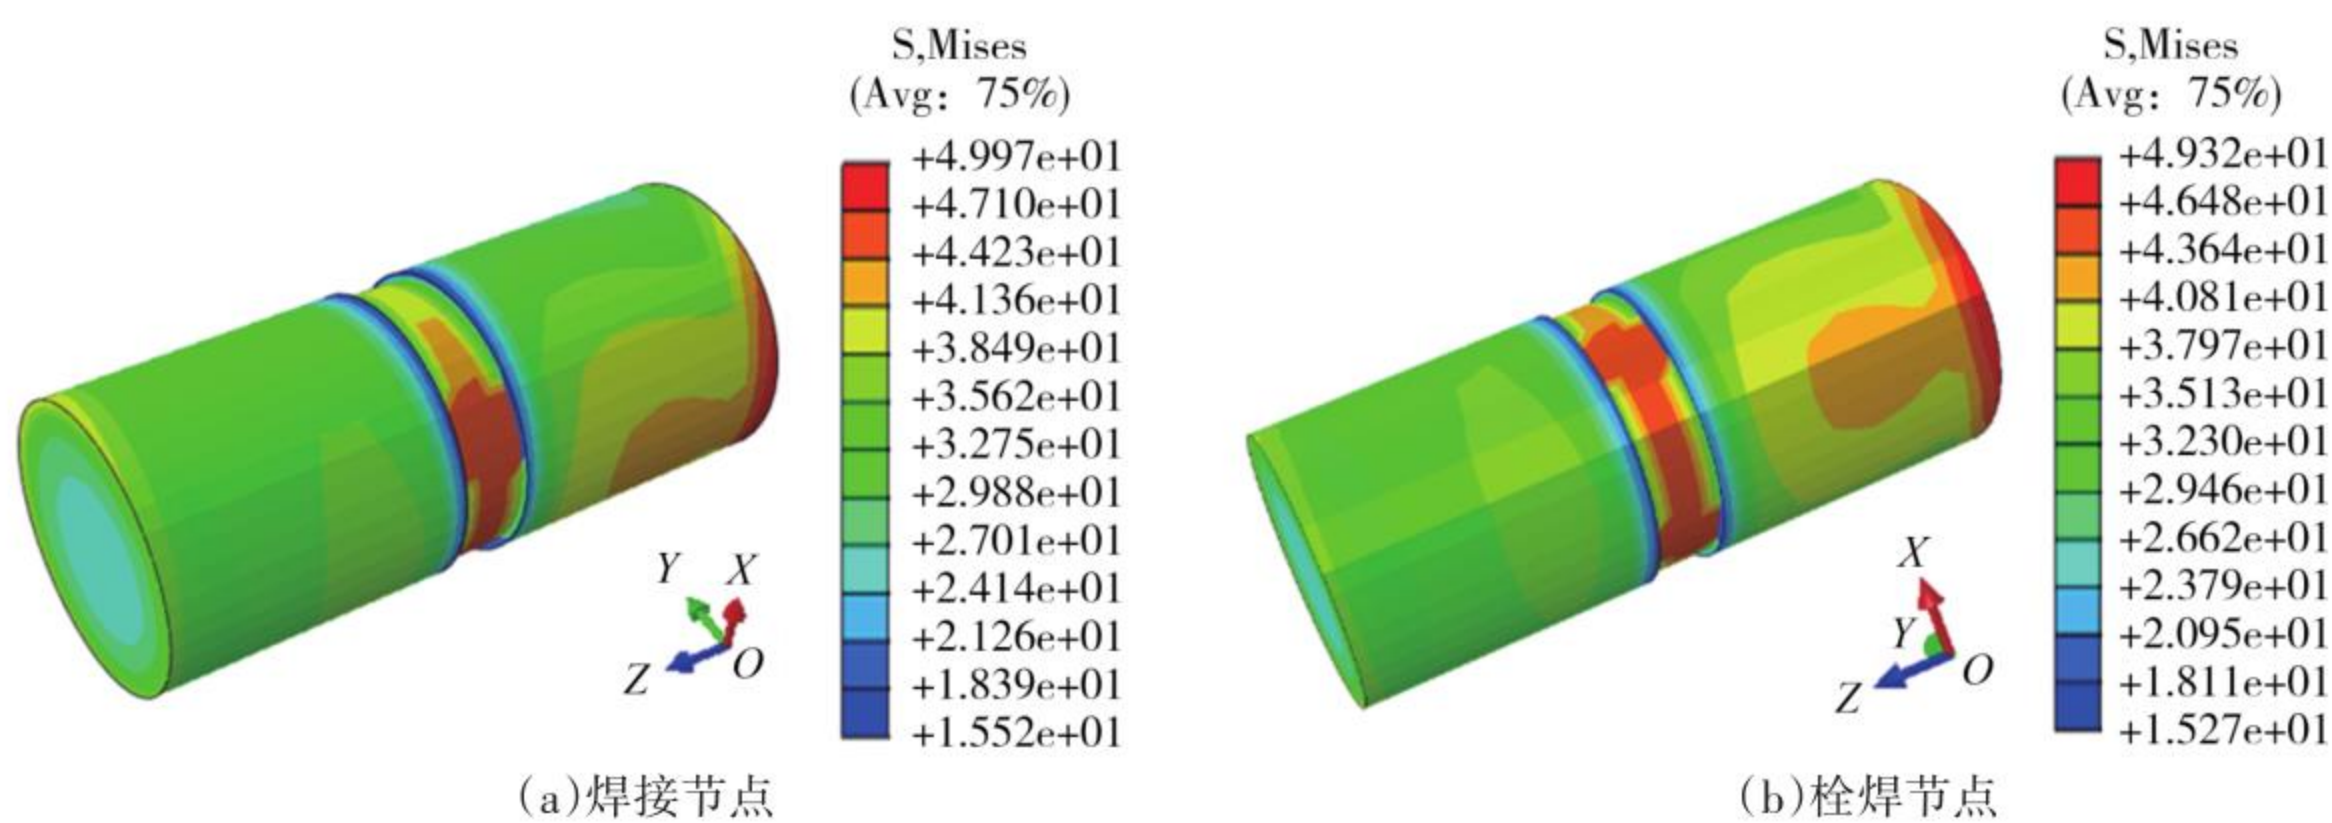 S,Mises
(Avg: 75%)
+4.997e+01
+4.710e+01
+4.423e+01
+4.136e+01
+3.849e+01
+3.562e+01
+3.275e+01
+2.988e+01
+2.701e+01
+2.414e+01
+2.126e+01
+1.839e+01
+1.552e+01
Y X
Z O
(a)焊接节点
S,Mises
(Avg: 75%)
+4.932e+01
+4.648e+01
+4.364e+01
+4.081e+01
+3.797e+01
+3.513e+01
+3.230e+01
+2.946e+01
+2.662e+01
+2.379e+01
+2.095e+01
+1.811e+01
+1.527e+01
X
Y
Z O
(b)栓焊节点